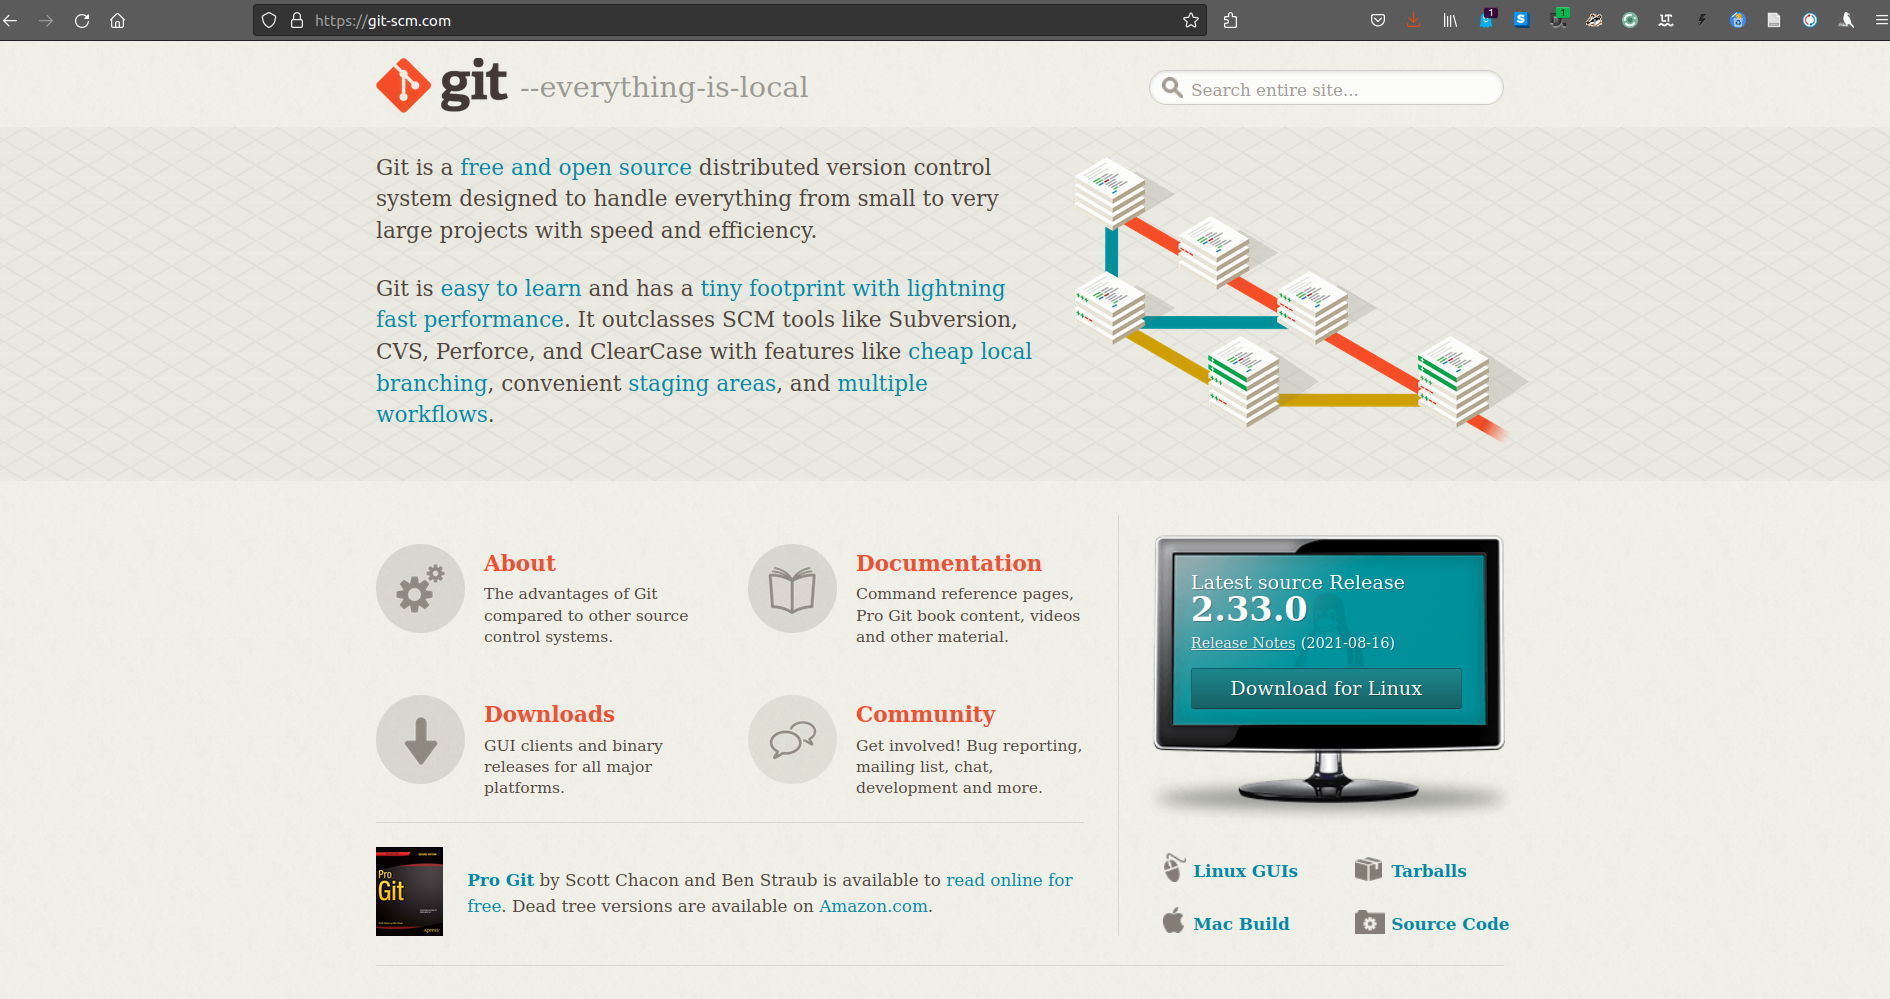 https://git-scm.com
1
S
1
git --everything-is-local
Search entire site...
Git is a free and open source distributed version control
system designed to handle everything from small to very
large projects with speed and efficiency.
Git is easy to learn and has a tiny footprint with lightning
fast performance. It outclasses SCM tools like Subversion,
CVS, Perforce, and ClearCase with features like cheap local
branching, convenient staging areas, and multiple
workflows.
About
The advantages of Git
compared to other source
control systems.
Documentation
Command reference pages,
Pro Git book content, videos
and other material.
Downloads
GUI clients and binary
releases for all major
platforms.
Community
Get involved! Bug reporting,
mailing list, chat,
development and more.
Pro
Git
Apress
Pro Git by Scott Chacon and Ben Straub is available to read online for
free. Dead tree versions are available on Amazon.com.
Latest source Release
2.33.0
Release Notes (2021-08-16)
Download for Linux
Linux GUIs
Tarballs
Mac Build
Source Code